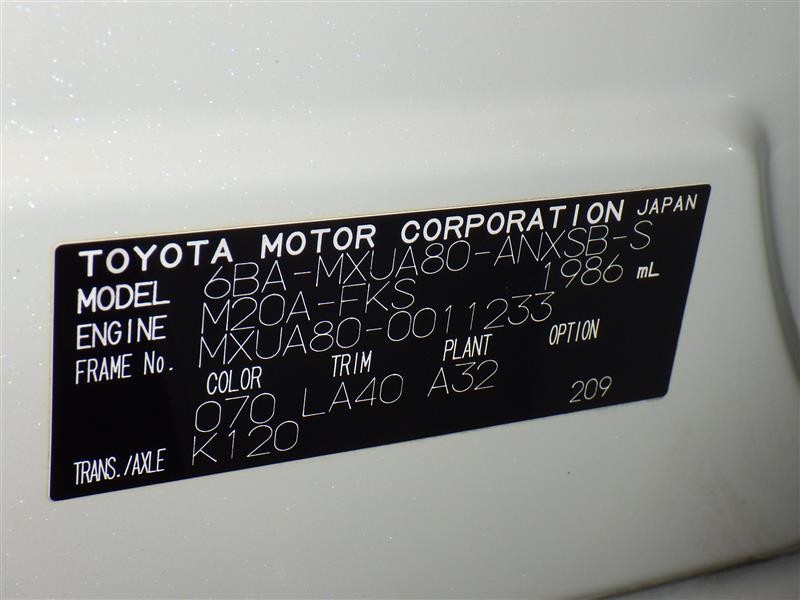 TOYOTA MOTOR CORPORATION JAPAN
MODEL 6BA-MXUA80-ANXSB-S
ENGINE M20A-FKS 1986 mL
FRAME No. MXUA80-0011233
COLOR TRIM PLANT OPTION
070 LA40 A32 209
TRANS./AXLE K120